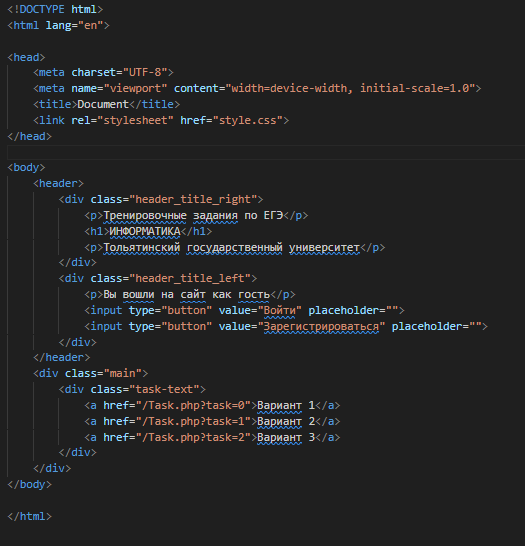 <!DOCTYPE html>
<html lang="en">
<head>
<meta charset="UTF-8">
<meta name="viewport" content="width=device-width, initial-scale=1.0">
<title>Document</title>
<link rel="stylesheet" href="style.css">
</head>
<body>
<header>
<div class="header_title_right">
<p>Тренировочные задания по ЕГЭ</p>
<h1>ИНФОРМАТИКА</h1>
<p>Тольятинский государственный университет</p>
</div>
<div class="header_title_left">
<p>Вы вошли на сайт как гость</p>
<input type="button" value="Войти" placeholder="">
<input type="button" value="Зарегистрироваться" placeholder="">
</div>
</header>
<div class="main">
<div class="task-text">
<a href="/Task.php?task=0">Вариант 1</a>
<a href="/Task.php?task=1">Вариант 2</a>
<a href="/Task.php?task=2">Вариант 3</a>
</div>
</div>
</body>
</html>